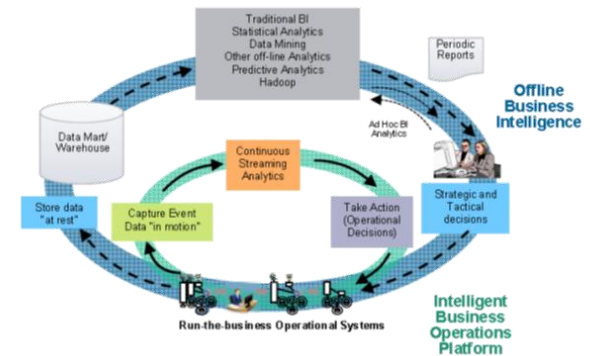 Traditional BI
Statistical Analytics
Data Mining
Other off-line Analytics
Predictive Analytics
Hadoop
Periodic
Reports
Offline
Business
Intelligence
Ad Hoc BI
Analytics
Data Mart/
Warehouse
Continuous
Streaming
Analytics
Store data
"at rest"
Capture Event
Data "in motion"
Take Action
(Operational
Decisions)
Strategic and
Tactical
decisions
Run-the-business Operational Systems
Intelligent
Business
Operations
Platform